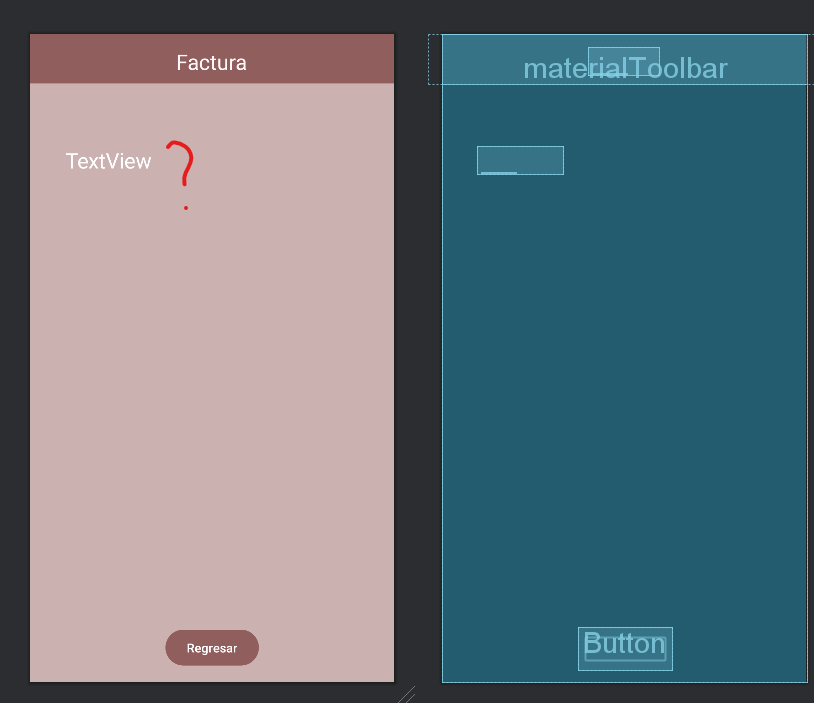 Factura
materialToolbar
TextView ?
Regresar
Button